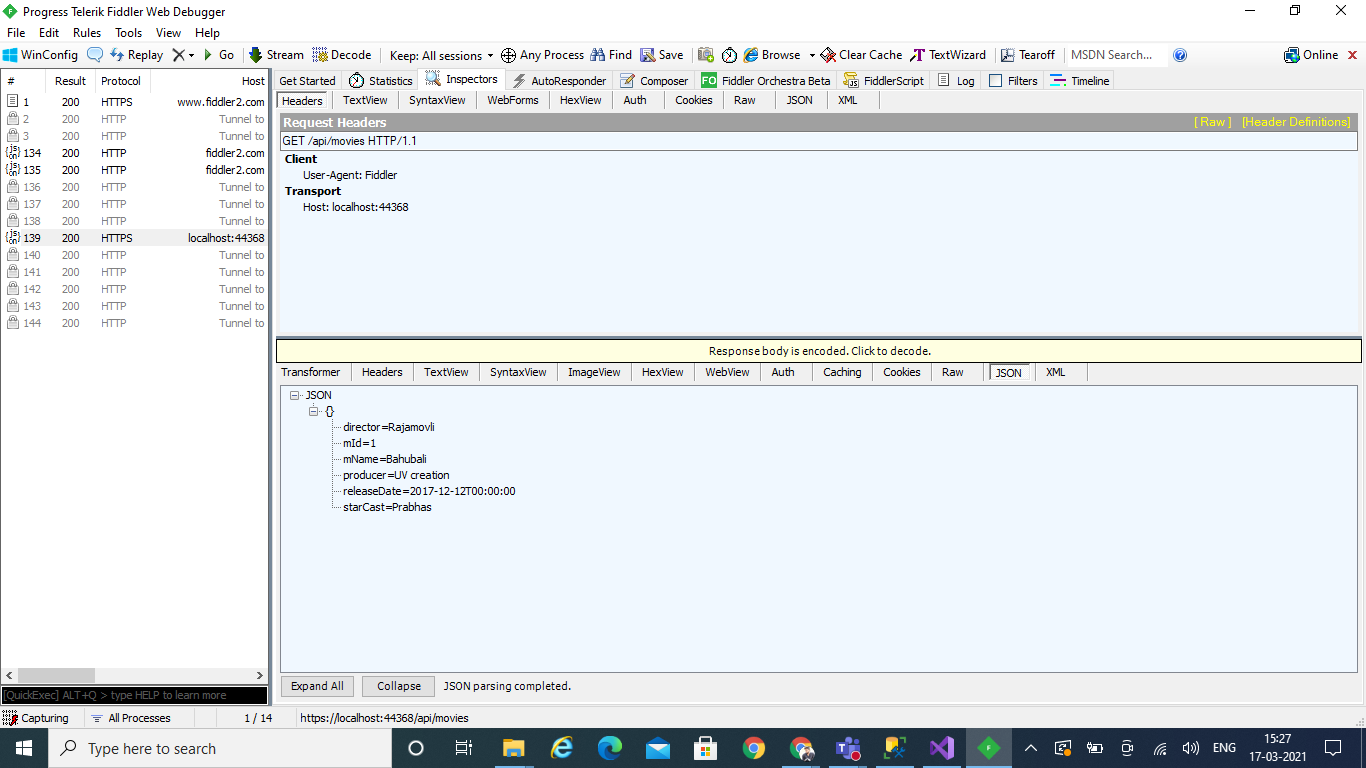 Progress Telerik Fiddler Web Debugger
File Edit Rules Tools View Help
WinConfig Replay Go Stream Decode Keep: All sessions Any Process Find Save Browse Clear Cache TextWizard Tearoff MSDN Search... Online
# Result Protocol Host
1 200 HTTPS www.fiddler2.com
2 200 HTTP Tunnel to
3 200 HTTP Tunnel to
134 200 HTTP fiddler2.com
135 200 HTTP fiddler2.com
136 200 HTTP Tunnel to
137 200 HTTP Tunnel to
138 200 HTTP Tunnel to
139 200 HTTPS localhost:44368
140 200 HTTP Tunnel to
141 200 HTTP Tunnel to
142 200 HTTP Tunnel to
143 200 HTTP Tunnel to
144 200 HTTP Tunnel to
[QuickExec] ALT+Q > type HELP to learn more
Get Started Statistics Inspectors AutoResponder Composer FO Fiddler Orchestra Beta FiddlerScript Log Filters Timeline
Headers TextView SyntaxView WebForms HexView Auth Cookies Raw JSON XML
Request Headers [ Raw ] [Header Definitions]
GET /api/movies HTTP/1.1
Client
User-Agent: Fiddler
Transport
Host: localhost:44368
Response body is encoded. Click to decode.
Transformer Headers TextView SyntaxView ImageView HexView WebView Auth Caching Cookies Raw JSON XML
JSON
{}
director=Rajamovli
mId=1
mName=Bahubali
producer=UV creation
releaseDate=2017-12-12T00:00:00
starCast=Prabhas
Expand All Collapse JSON parsing completed.
Capturing All Processes 1 / 14 https://localhost:44368/api/movies
Type here to search
ENG
15:27
17-03-2021